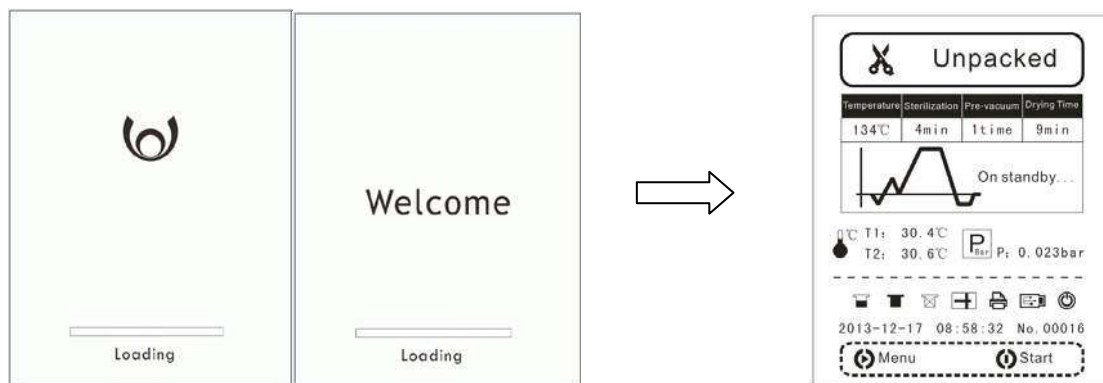 Loading
Welcome
Loading
Unpacked
Temperature Sterilization Pre-vacuum Drying Time
134℃ 4min 1time 9min
On standby...
℃ T1: 30.4℃
T2: 30.6℃
P Bar P: 0.023bar
2013-12-17 08:58:32 No.00016
Menu Start